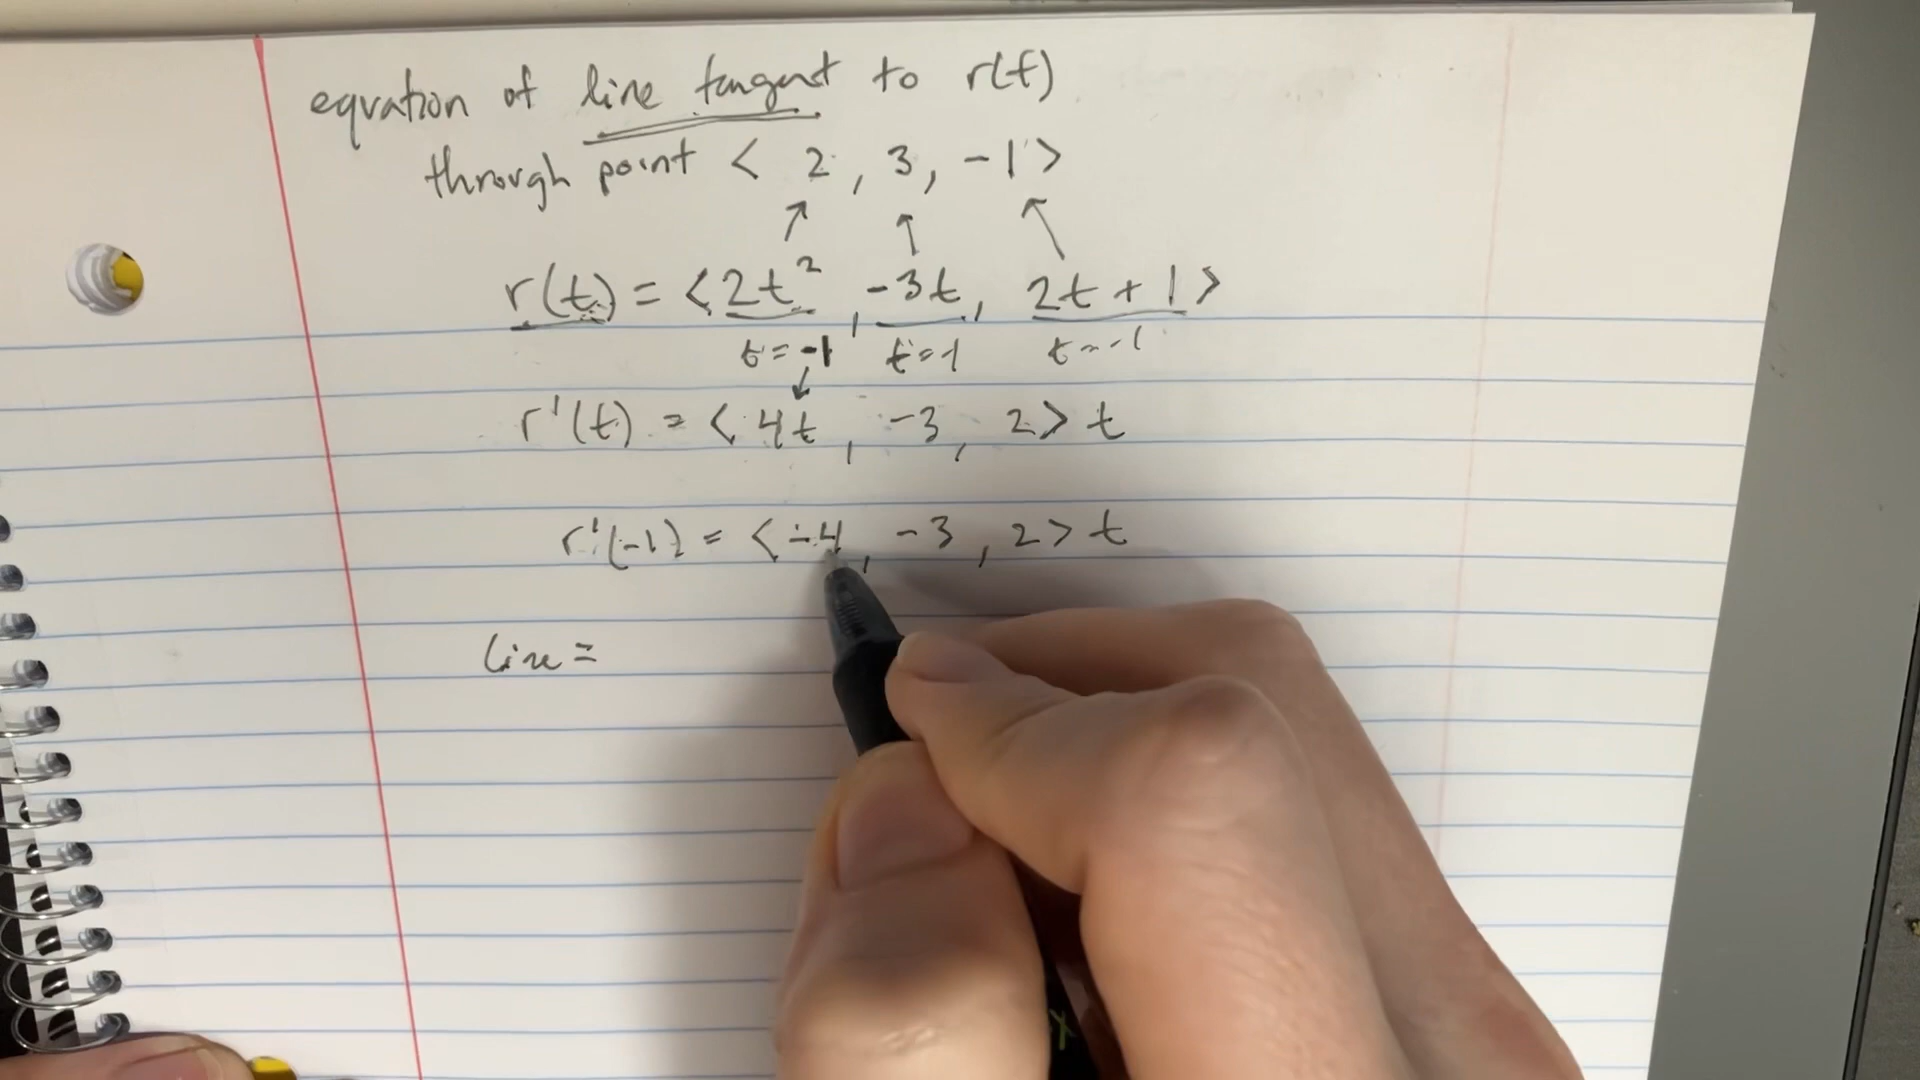 equation of line tangent to r(t)
through point < 2, 3, -1>
r(t) = <2t², -3t, 2t + 1>
t = -1 t=-1 t=-1
r'(t) = < 4t, -3, 2> t
r'(-1) = < -4, -3, 2> t
line =